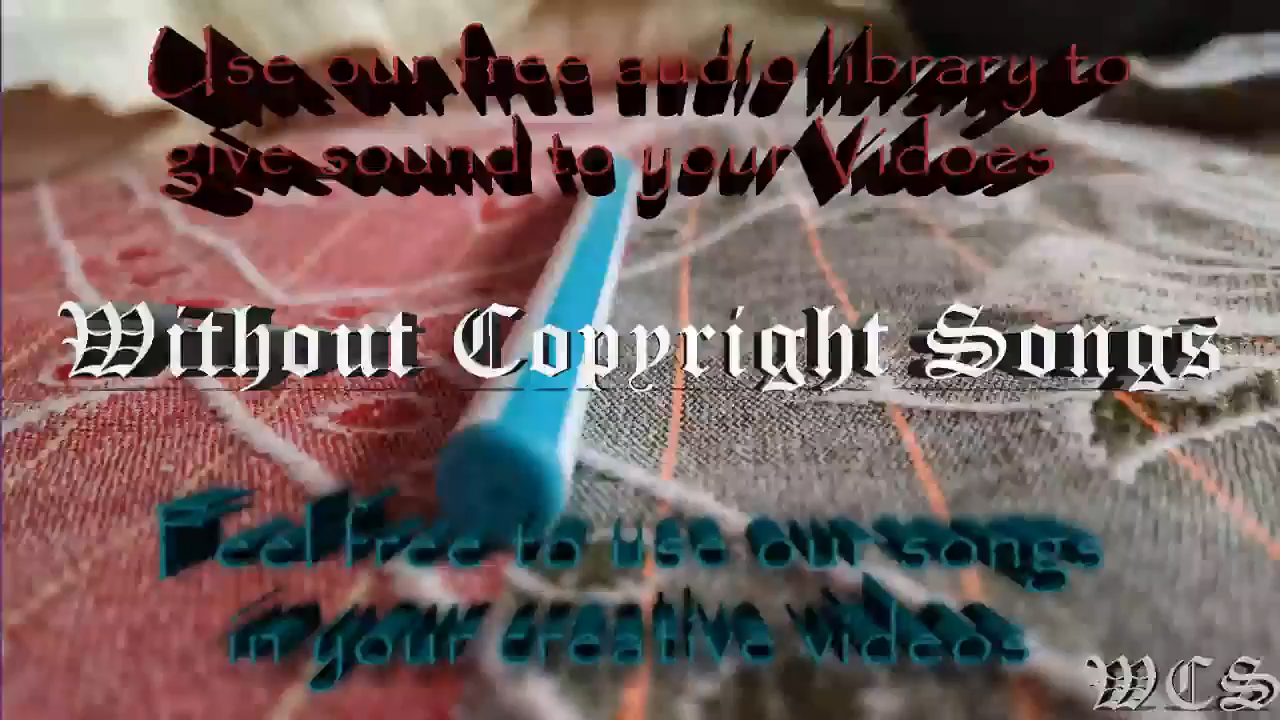 Use our free audio library to
give sound to your Vidoes
Without Copyright Songs
Feel free to use our songs
in your creative videos
WCS